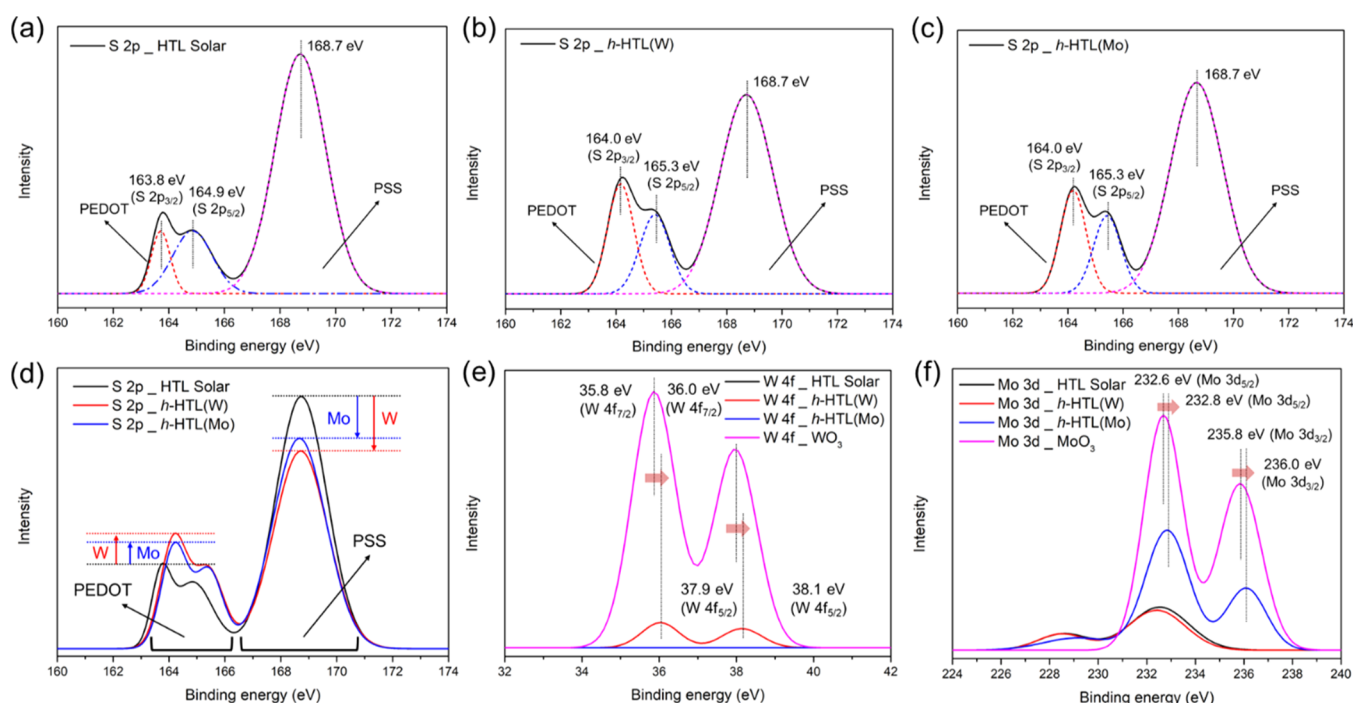 (a)
S 2p _ HTL Solar
168.7 eV
163.8 eV
(S 2p3/2)
164.9 eV
(S 2p5/2)
PEDOT
PSS
Intensity
160 162 164 166 168 170 172 174
Binding energy (eV)
(b)
S 2p _ h-HTL(W)
168.7 eV
164.0 eV
(S 2p3/2)
165.3 eV
(S 2p5/2)
PEDOT
PSS
Intensity
160 162 164 166 168 170 172 174
Binding energy (eV)
(c)
S 2p _ h-HTL(Mo)
168.7 eV
164.0 eV
(S 2p3/2)
165.3 eV
(S 2p5/2)
PEDOT
PSS
Intensity
160 162 164 166 168 170 172 174
Binding energy (eV)
(d)
S 2p _ HTL Solar
S 2p _ h-HTL(W)
S 2p _ h-HTL(Mo)
Mo W
W Mo
PEDOT
PSS
Intensity
160 162 164 166 168 170 172 174
Binding energy (eV)
(e)
W 4f _ HTL Solar
W 4f _ h-HTL(W)
W 4f _ h-HTL(Mo)
W 4f _ WO3
35.8 eV
(W 4f7/2)
36.0 eV
(W 4f7/2)
37.9 eV
(W 4f5/2)
38.1 eV
(W 4f5/2)
Intensity
32 34 36 38 40 42
Binding energy (eV)
(f)
Mo 3d _ HTL Solar
Mo 3d _ h-HTL(W)
Mo 3d _ h-HTL(Mo)
Mo 3d _ MoO3
232.6 eV (Mo 3d5/2)
232.8 eV (Mo 3d5/2)
235.8 eV (Mo 3d3/2)
236.0 eV
(Mo 3d3/2)
Intensity
224 226 228 230 232 234 236 238 240
Binding energy (eV)